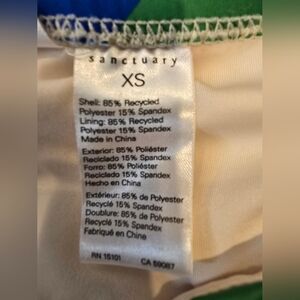 sanctuary
XS
Shell: 85% Recycled
Polyester 15% Spandex
Lining: 85% Recycled
Polyester 15% Spandex
Made in China
Exterior: 85% Poliéster
Reciclado 15% Spandex
Forro: 85% Poliéster
Reciclado 15% Spandex
Hecho en China
Extérieur: 85% de Polyester
Recyclé 15% Spandex
Doublure: 85% de Polyester
Recyclé 15% Spandex
Fabriqué en China
RN 15101 CA 59087